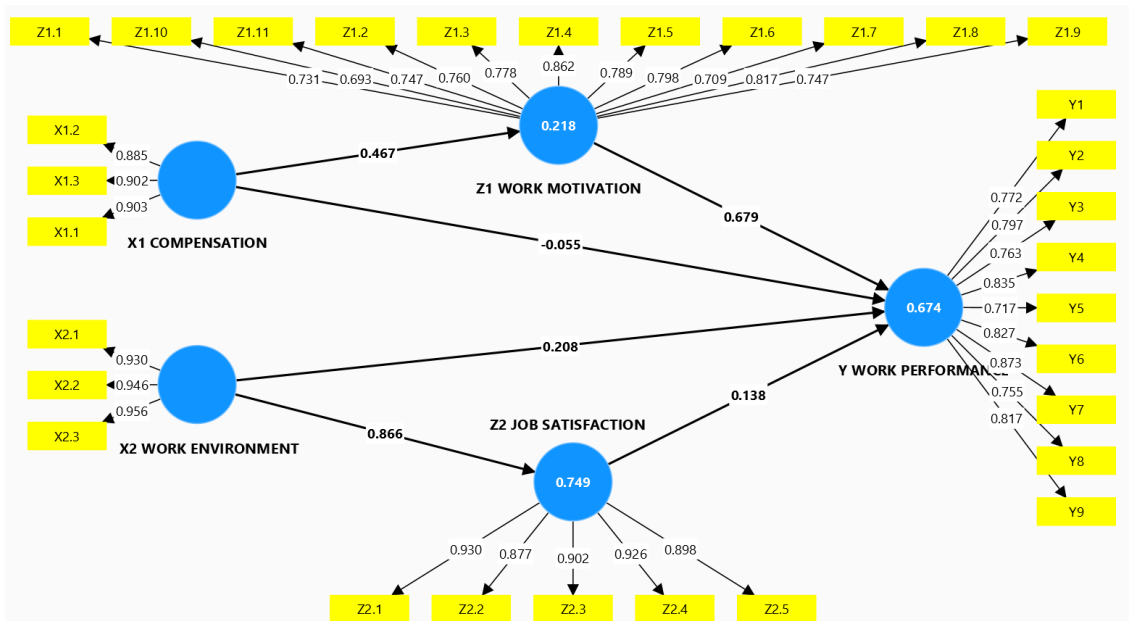 Z1.1 Z1.10 Z1.11 Z1.2 Z1.3 Z1.4 Z1.5 Z1.6 Z1.7 Z1.8 Z1.9
0.731 0.693 0.747 0.760 0.778 0.862 0.789 0.798 0.709 0.817 0.747
0.218
Z1 WORK MOTIVATION
X1.2
X1.3
X1.1
0.885
0.902
0.903
X1 COMPENSATION
0.467
-0.055
0.679
X2.1
X2.2
X2.3
0.930
0.946
0.956
X2 WORK ENVIRONMENT
0.208
0.866
0.138
Z2 JOB SATISFACTION
0.749
0.930 0.877 0.902 0.926 0.898
Z2.1 Z2.2 Z2.3 Z2.4 Z2.5
0.674
Y WORK PERFORMANCE
0.772
0.797
0.763
0.835
0.717
0.827
0.873
0.755
0.817
Y1
Y2
Y3
Y4
Y5
Y6
Y7
Y8
Y9